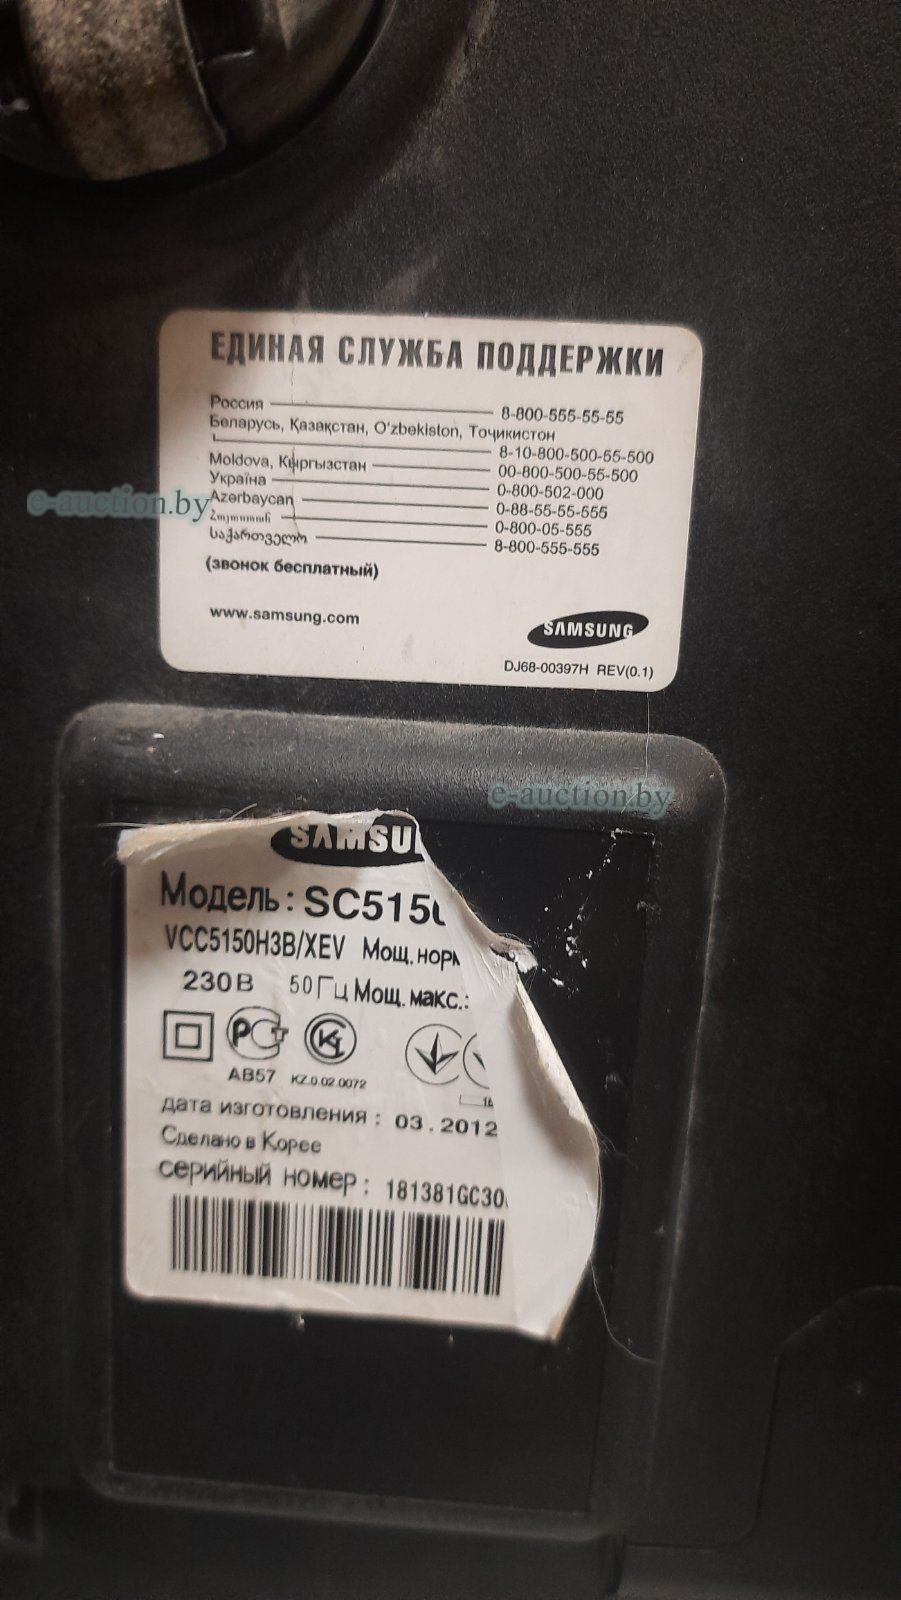 ЕДИНАЯ СЛУЖБА ПОДДЕРЖКИ
Россия 8-800-555-55-55
Беларусь, Қазақстан, O'zbekiston, Тоҷикистон
8-10-800-500-55-500
Moldova, Кыргызстан 00-800-500-55-500
Україна 0-800-502-000
Azərbaycan 0-88-55-55-555
0-800-05-555
საქართველო 8-800-555-555
(звонок бесплатный)
www.samsung.com
SAMSUNG
DJ68-00397H REV(0.1)
e-auction.by
e-auction.by
SAMSU
Модель: SC515
VCC5150H3B/XEV Мощ. норм
230В 50Гц Мощ. макс.:
АВ57 KZ.0.02.0072
дата изготовления : 03.2012
Сделано в Корее
серийный номер: 181381GC30